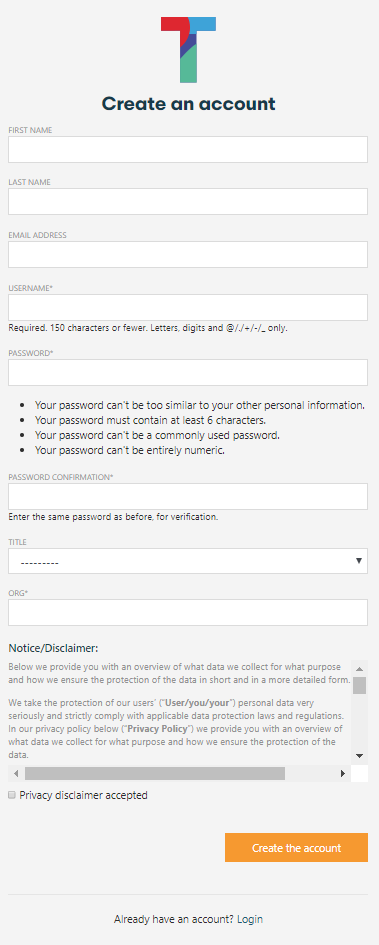 Create an account
FIRST NAME
LAST NAME
EMAIL ADDRESS
USERNAME*
Required. 150 characters or fewer. Letters, digits and @/./+/-/_ only.
PASSWORD*
Your password can't be too similar to your other personal information.
Your password must contain at least 6 characters.
Your password can't be a commonly used password.
Your password can't be entirely numeric.
PASSWORD CONFIRMATION*
Enter the same password as before, for verification.
TITLE
---------
ORG*
Notice/Disclaimer:
Below we provide you with an overview of what data we collect for what purpose
and how we ensure the protection of the data in short and in a more detailed form.
We take the protection of our users' ("User/you/your") personal data very
seriously and strictly comply with applicable data protection laws and regulations.
In our privacy policy below ("Privacy Policy") we provide you with an overview of
what data we collect for what purpose and how we ensure the protection of the
data.
Privacy disclaimer accepted
Create the account
Already have an account? Login